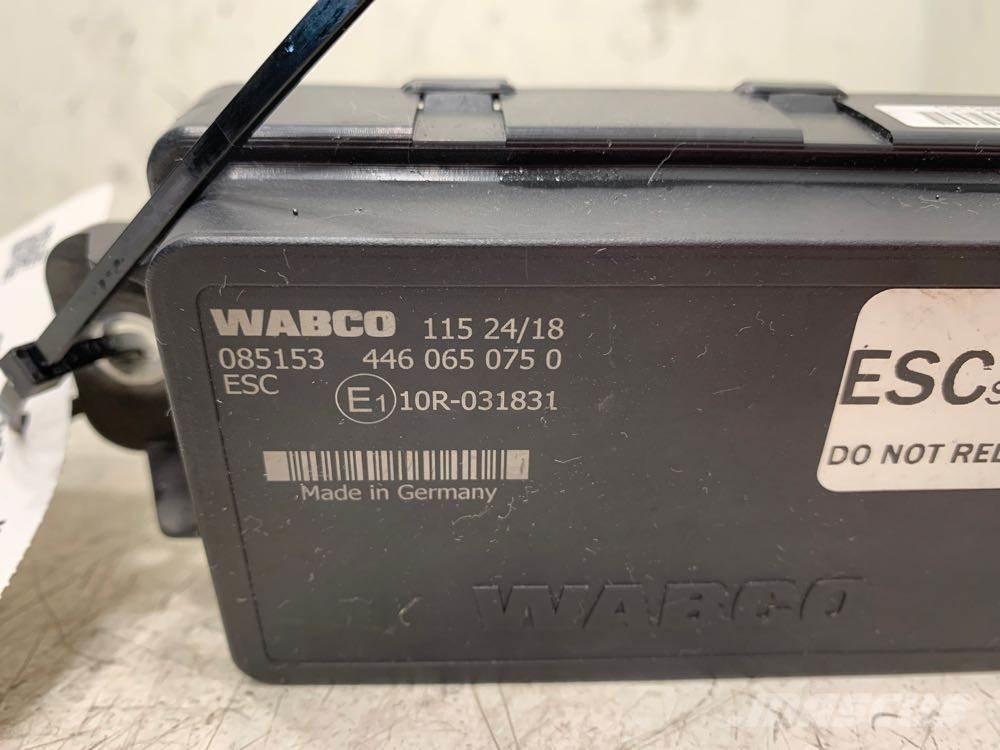 WABCO 115 24/18
085153 446 065 075 0
ESC
E1 10R-031831
Made in Germany
ESC
DO NOT
WABCO